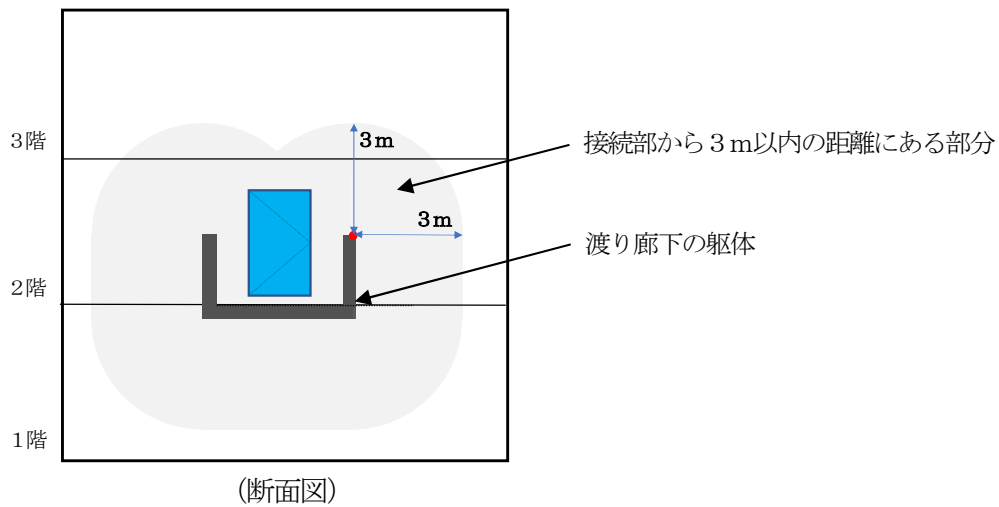 ３階
３ｍ
接続部から３ｍ以内の距離にある部分
３ｍ
渡り廊下の躯体
２階
１階
（断面図）